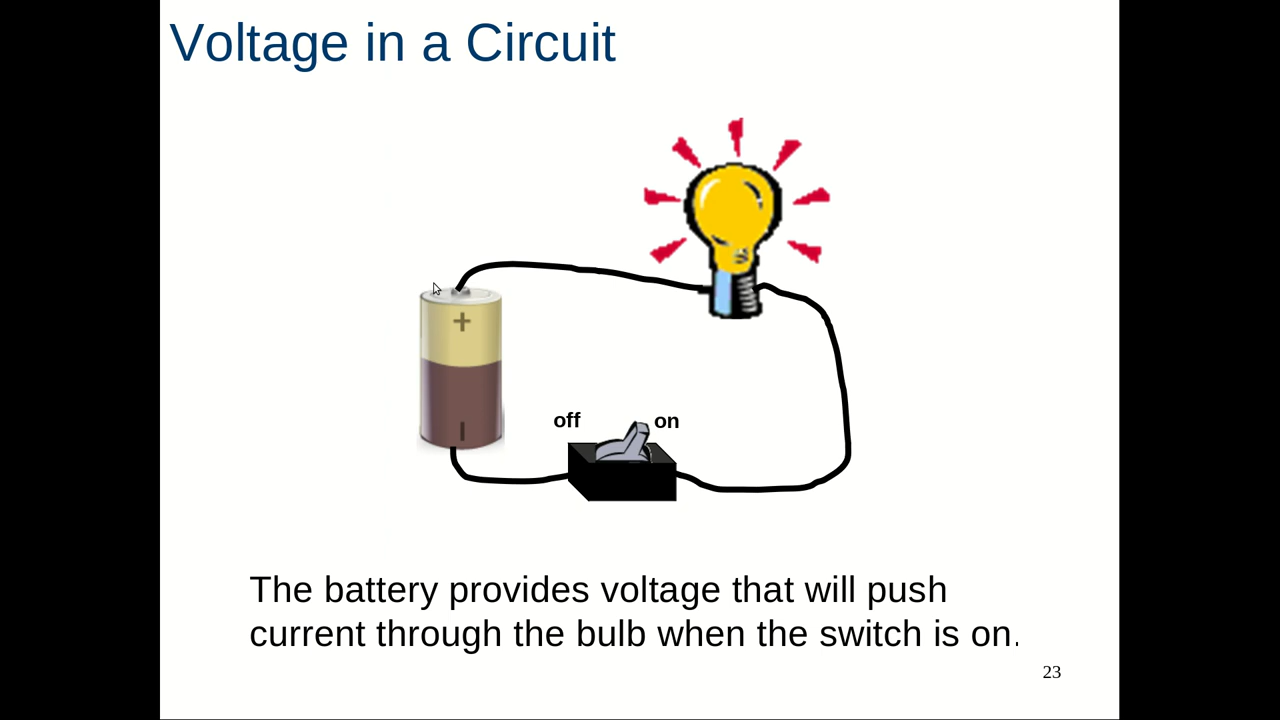 Voltage in a Circuit
+
off on
The battery provides voltage that will push
current through the bulb when the switch is on.
23